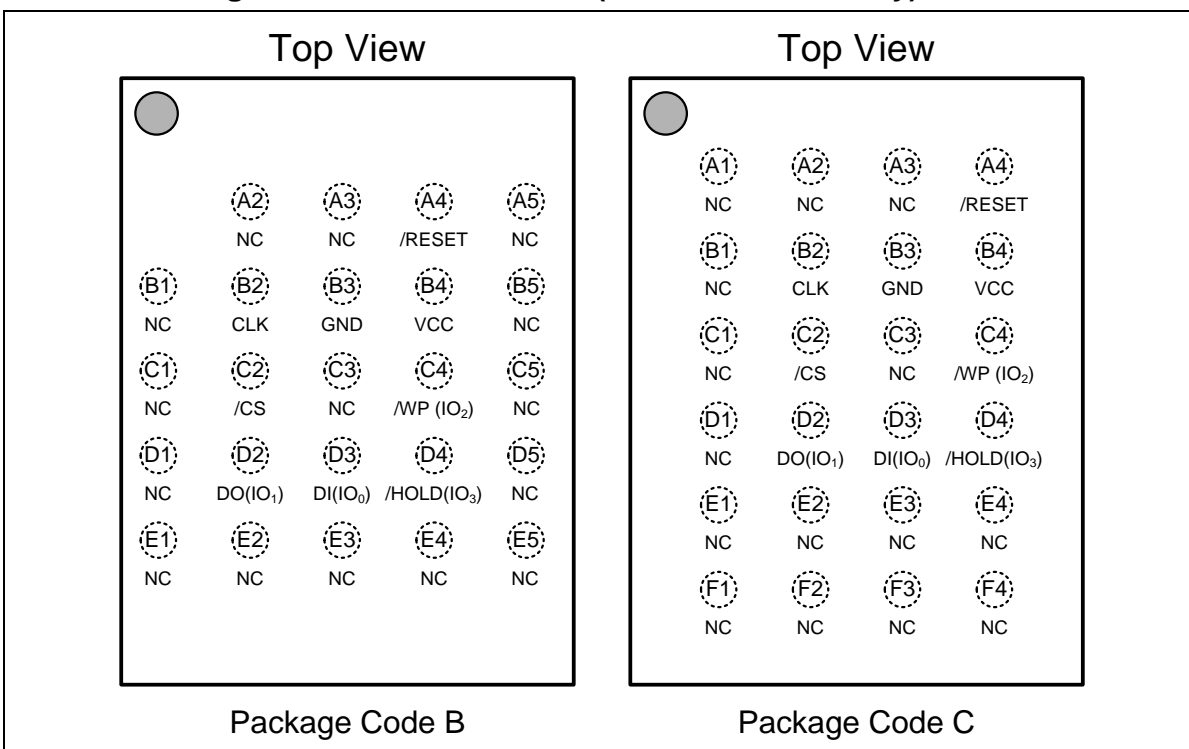 Top View
A2 A3 A4 A5
NC NC /RESET NC
B1 B2 B3 B4 B5
NC CLK GND VCC NC
C1 C2 C3 C4 C5
NC /CS NC /WP (IO₂) NC
D1 D2 D3 D4 D5
NC DO(IO₁) DI(IO₀) /HOLD(IO₃) NC
E1 E2 E3 E4 E5
NC NC NC NC NC
Package Code B
Top View
A1 A2 A3 A4
NC NC NC /RESET
B1 B2 B3 B4
NC CLK GND VCC
C1 C2 C3 C4
NC /CS NC /WP (IO₂)
D1 D2 D3 D4
NC DO(IO₁) DI(IO₀) /HOLD(IO₃)
E1 E2 E3 E4
NC NC NC NC
F1 F2 F3 F4
NC NC NC NC
Package Code C